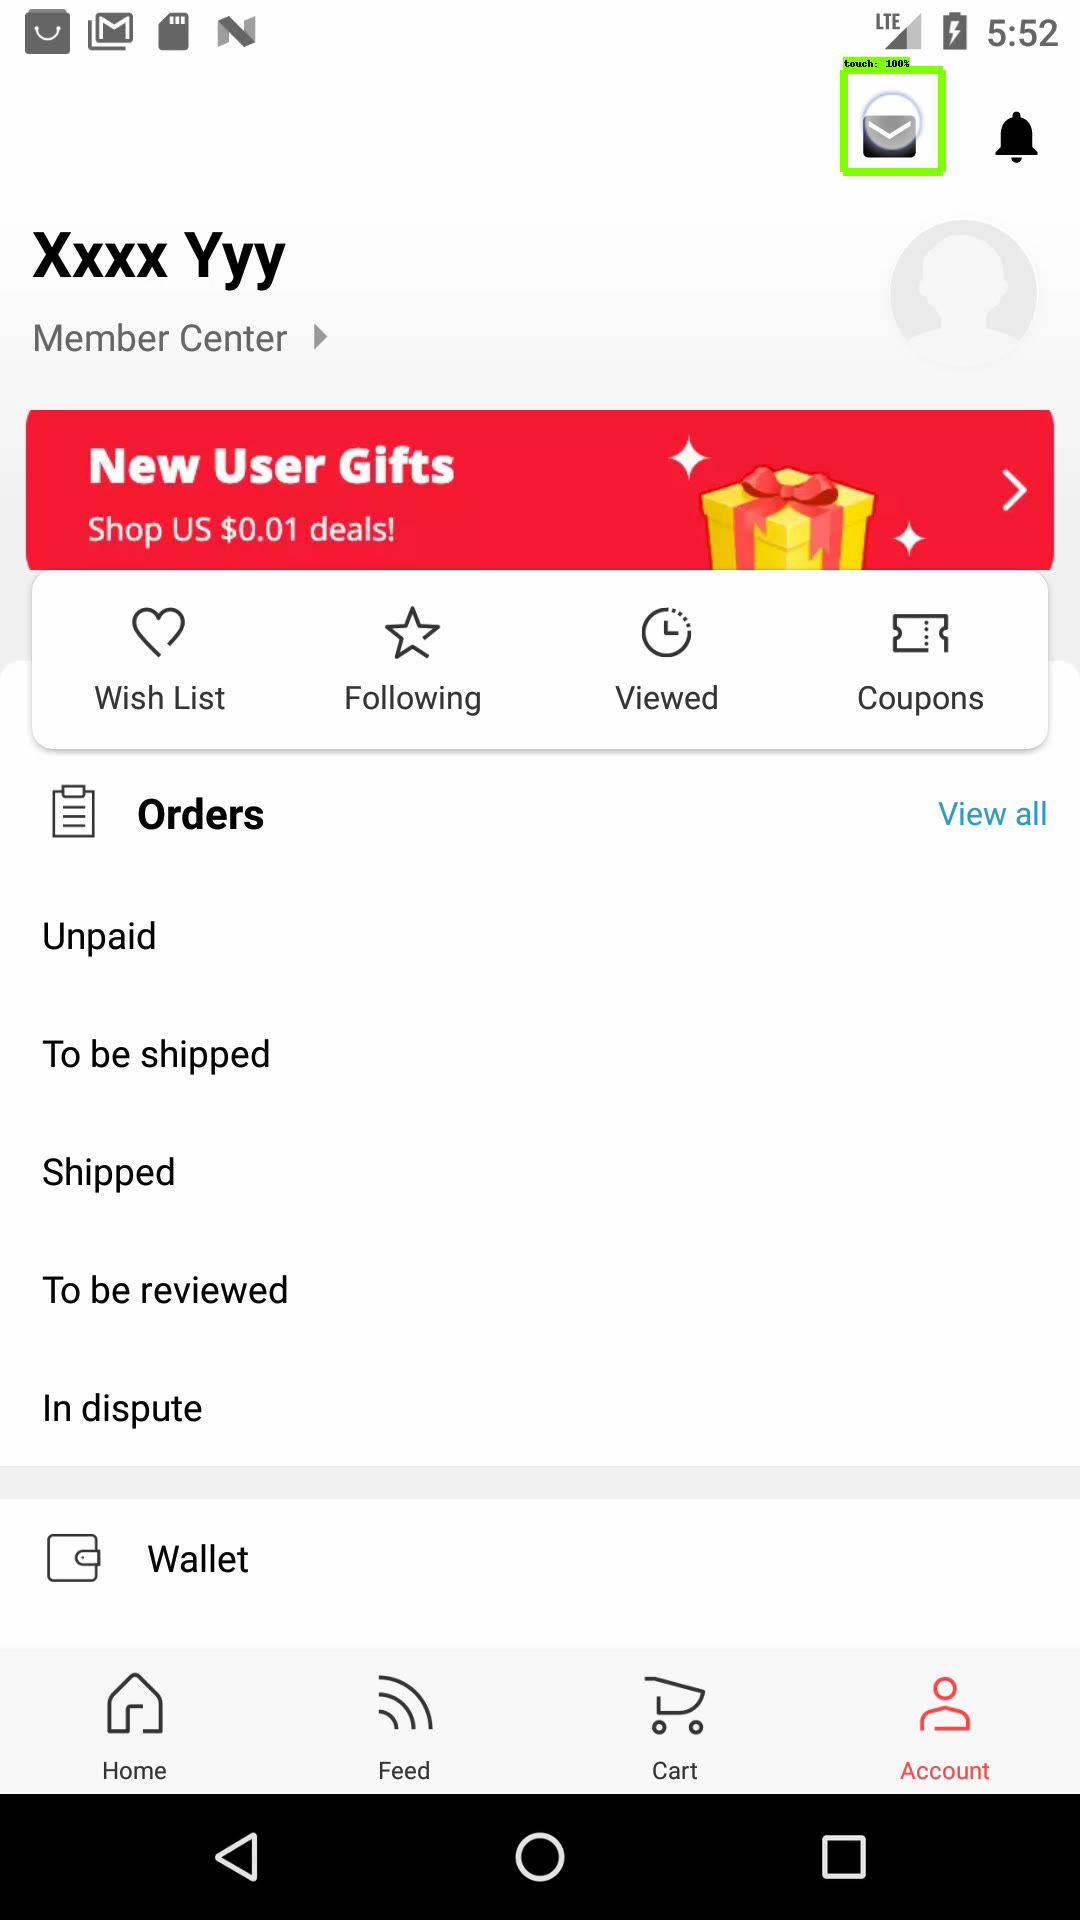 LTE 5:52
touch: 100%
Xxxx Yyy
Member Center
New User Gifts
Shop US $0.01 deals!
Wish List Following Viewed Coupons
Orders View all
Unpaid
To be shipped
Shipped
To be reviewed
In dispute
Wallet
Home Feed Cart Account